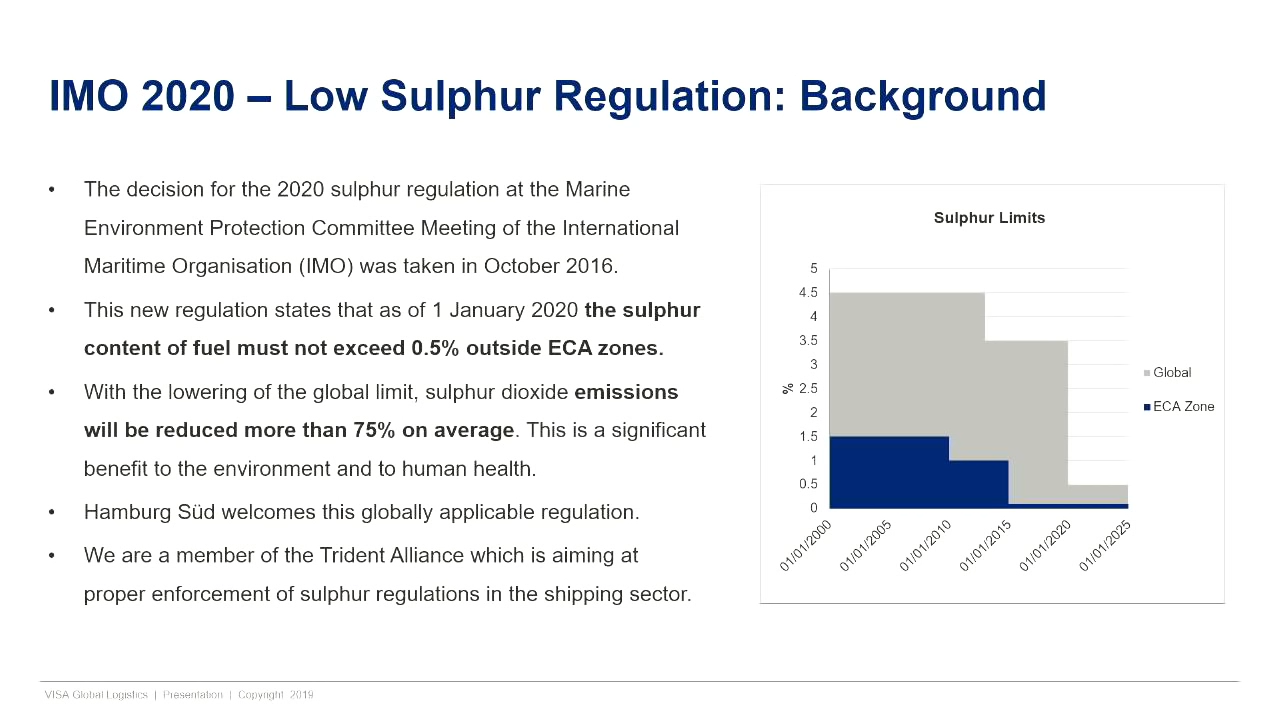 IMO 2020 – Low Sulphur Regulation: Background
• The decision for the 2020 sulphur regulation at the Marine
Environment Protection Committee Meeting of the International
Maritime Organisation (IMO) was taken in October 2016.
• This new regulation states that as of 1 January 2020 the sulphur
content of fuel must not exceed 0.5% outside ECA zones.
• With the lowering of the global limit, sulphur dioxide emissions
will be reduced more than 75% on average. This is a significant
benefit to the environment and to human health.
• Hamburg Süd welcomes this globally applicable regulation.
• We are a member of the Trident Alliance which is aiming at
proper enforcement of sulphur regulations in the shipping sector.
Sulphur Limits
5
4.5
4
3.5
3
2.5
2
1.5
1
0.5
0
%
01/01/2000
01/01/2005
01/01/2010
01/01/2015
01/01/2020
01/01/2025
Global
ECA Zone
VISA Global Logistics | Presentation | Copyright 2019